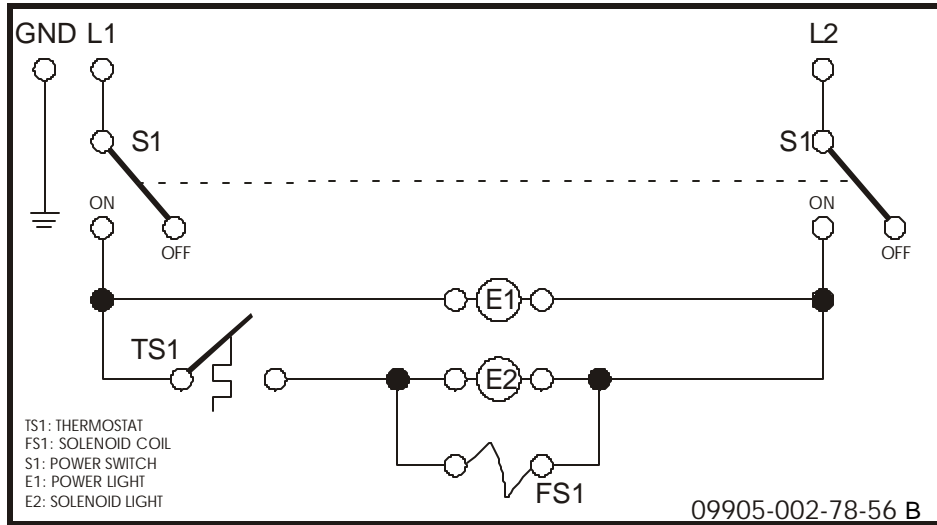 GND L1
L2
S1
S1
ON
OFF
ON
OFF
E1
TS1
E2
FS1
TS1: THERMOSTAT
FS1: SOLENOID COIL
S1: POWER SWITCH
E1: POWER LIGHT
E2: SOLENOID LIGHT
09905-002-78-56 B